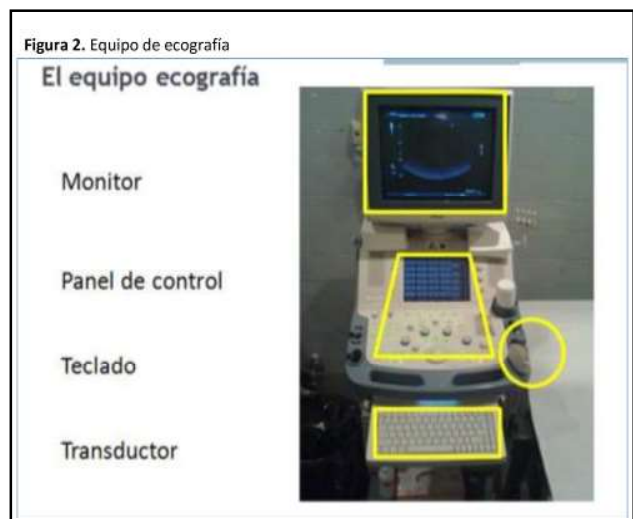 Figura 2. Equipo de ecografía
El equipo ecografía
Monitor
Panel de control
Teclado
Transductor